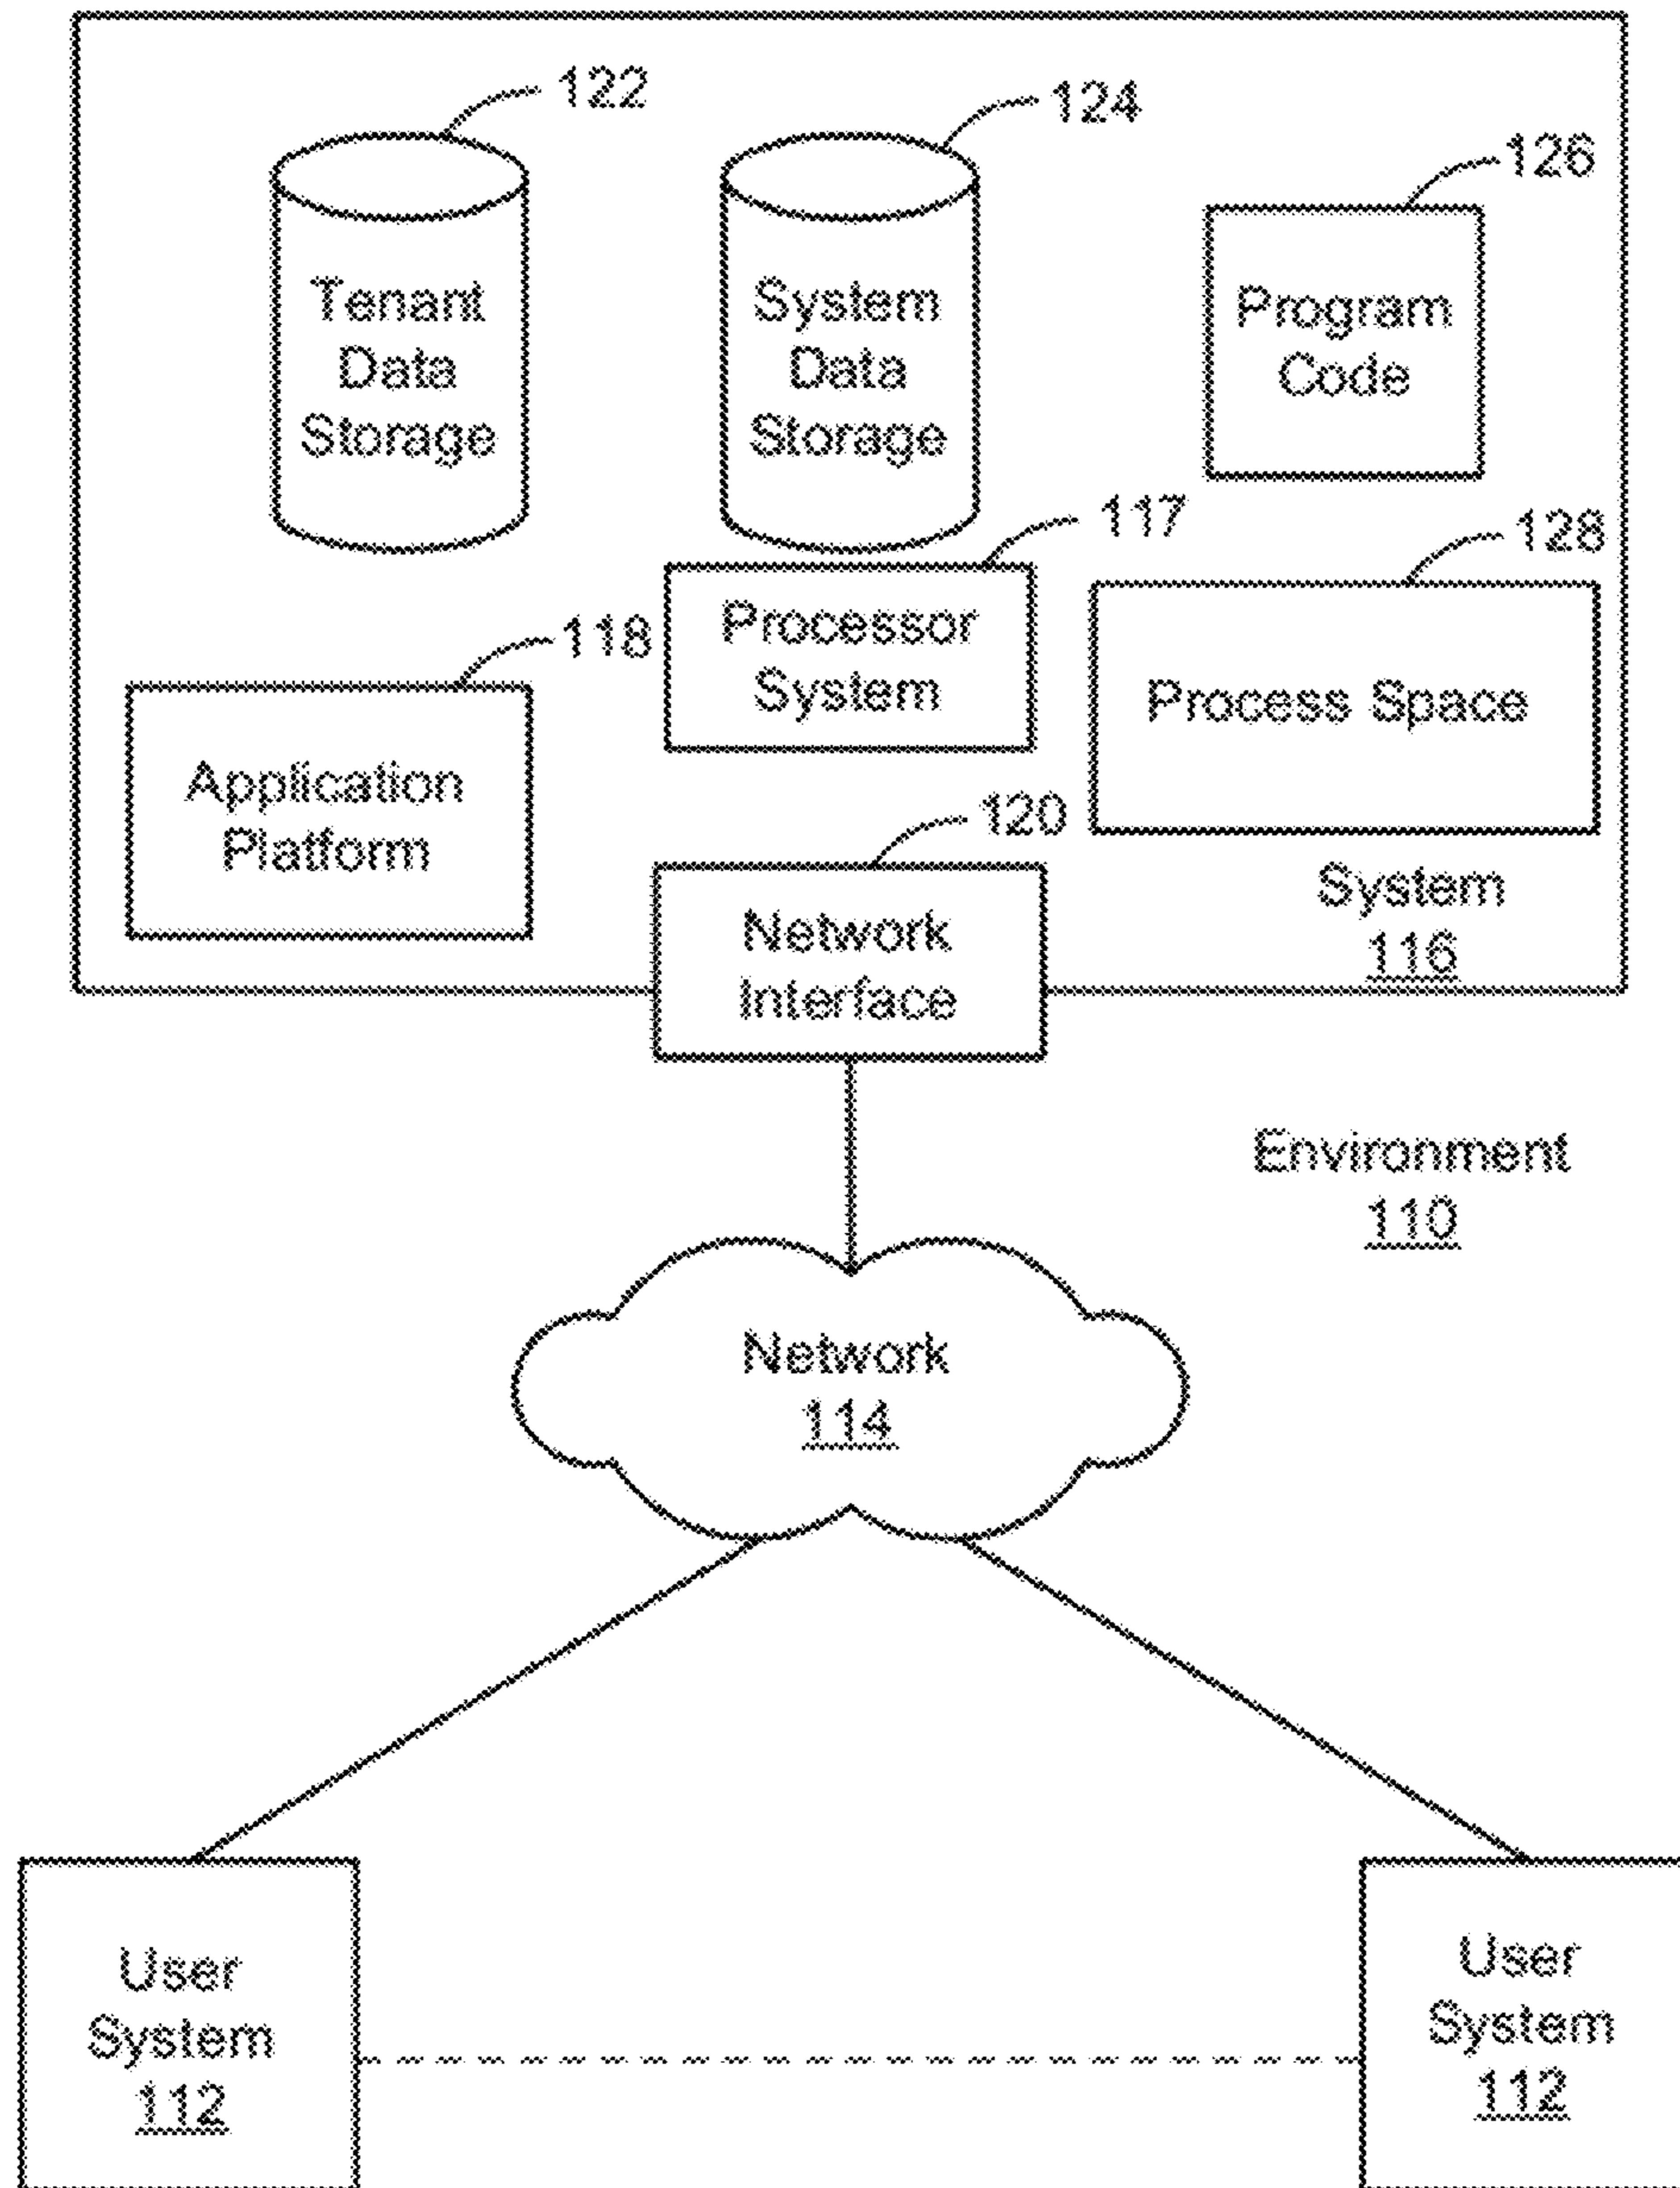 122
124
126
Tenant
Data
Storage
System
Data
Storage
Program
Code
117
128
118
Processor
System
Process Space
Application
Platform
120
System
116
Network
Interface
Environment
110
Network
114
User
System
112
User
System
112